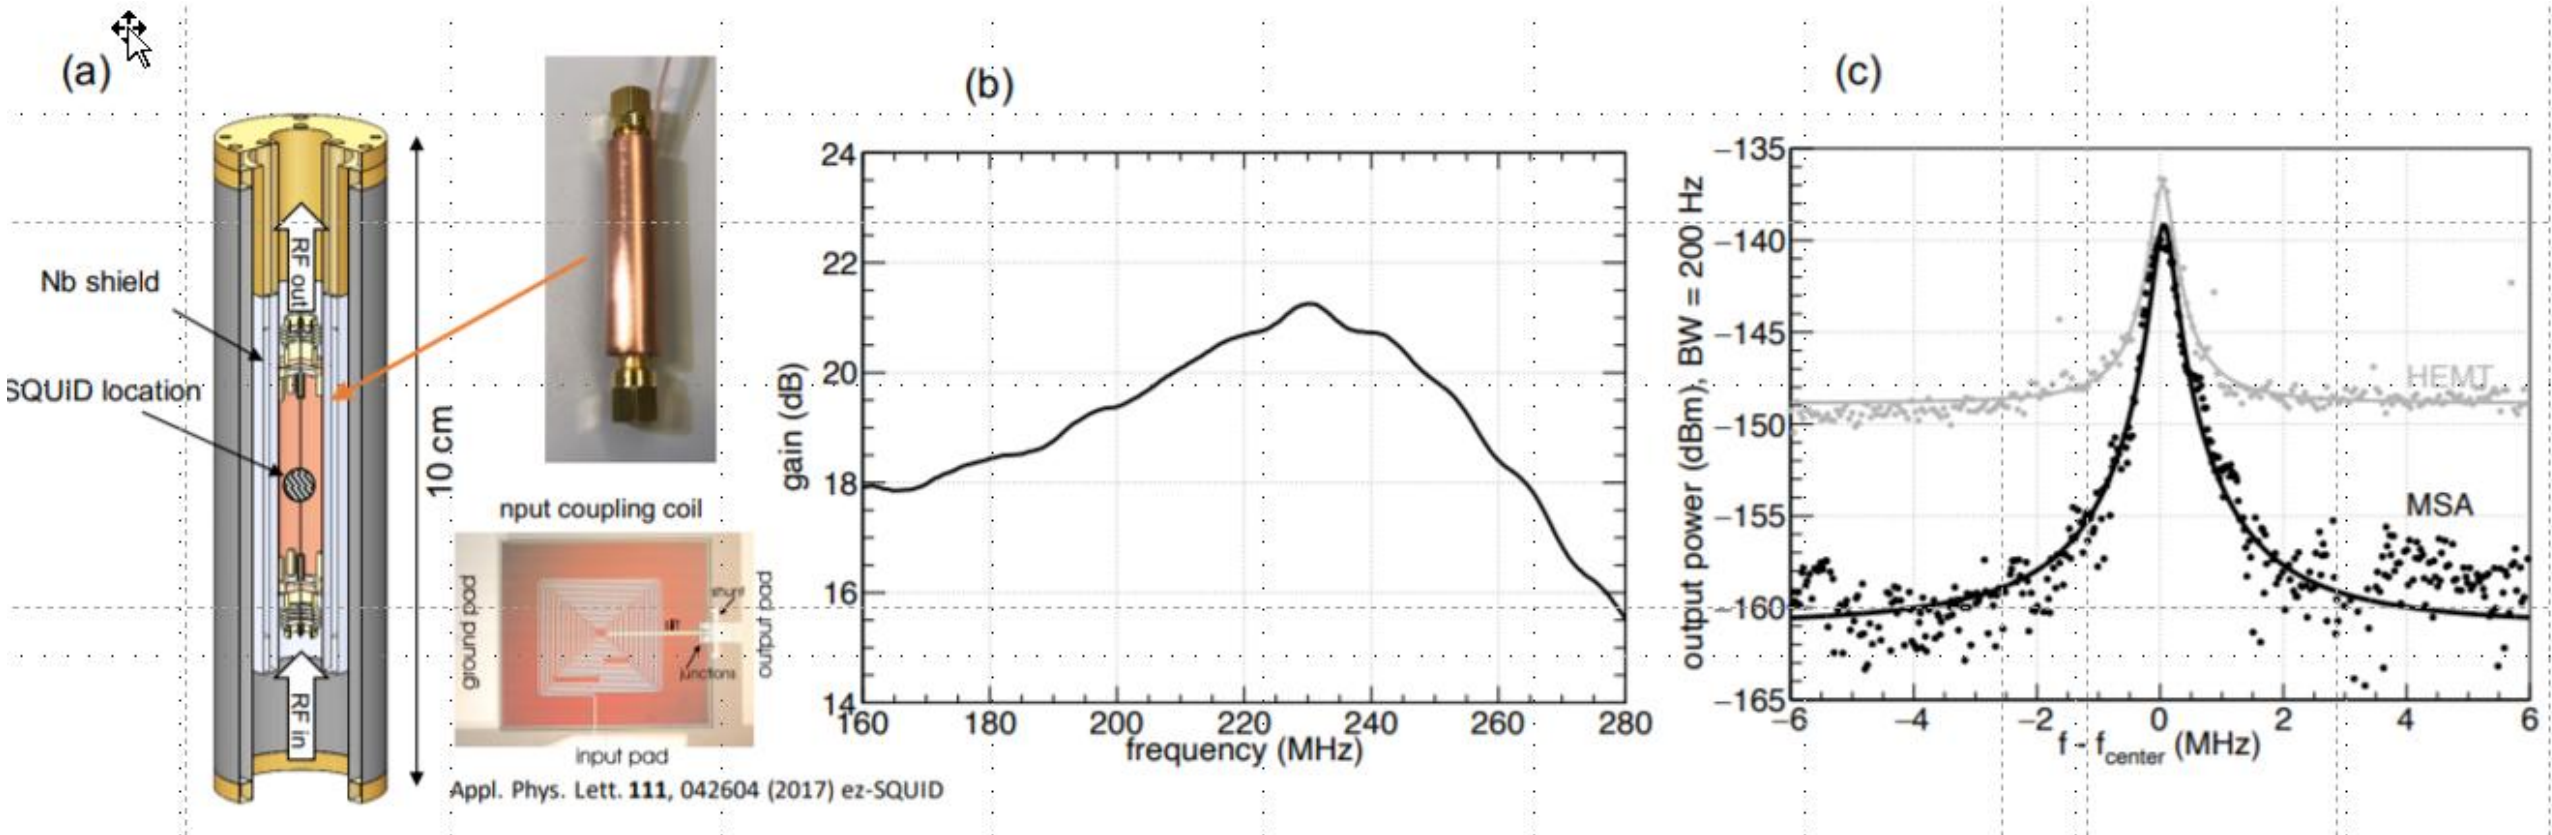 (a)
Nb shield
SQUiD location
RF out
RF in
10 cm
nput coupling coil
ground pad
shunt
junctions
output pad
input pad
Appl. Phys. Lett. 111, 042604 (2017) ez-SQUID
(b)
gain (dB)
24
22
20
18
16
14
160 180 200 220 240 260 280
frequency (MHz)
(c)
output power (dBm), BW = 200 Hz
−135
−140
−145
−150
−155
−160
−165
HEMT
MSA
−6 −4 −2 0 2 4 6
f - fcenter (MHz)